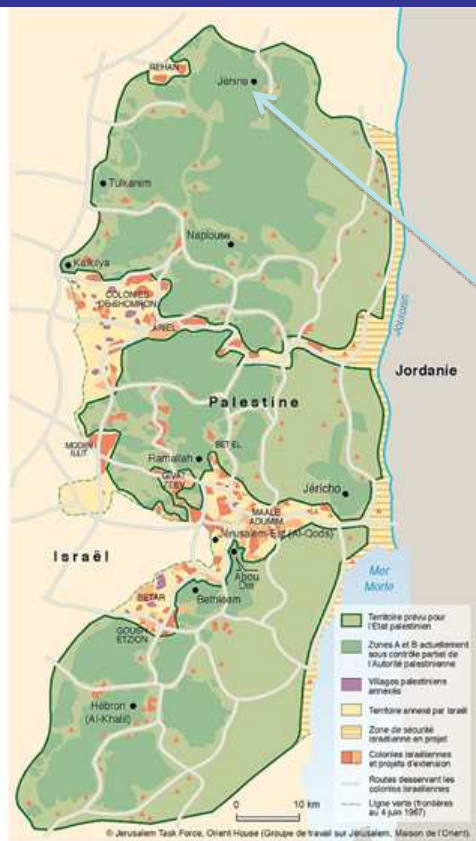 REHAN
Jénine
Tulkarem
Naplouse
Kalkilya
COLONIES
DE SHOMRON
ARIEL
Jourdain
Jordanie
Palestine
MODI'IN
ILLIT
Ramallah
BET EL
GIVAT
ZEEV
Jéricho
MAALE
ADUMIM
Jérusalem-Est (Al-Qods)
Israël
Abou
Dis
Mer
Morte
BETAR
Bethléem
GOUSH
ETZION
Hébron
(Al-Khalil)
Territoire prévu pour
l'Etat palestinien
Zones A et B actuellement
sous contrôle partiel de
l'Autorité palestinienne
Villages palestiniens
annexés
Territoire annexé par Israël
Zone de sécurité
israélienne en projet
Colonies israéliennes
et projets d'extension
Routes desservant les
colonies israéliennes
Ligne verte (frontières
au 4 juin 1967)
0 10 km
© Jerusalem Task Force, Orient House (Groupe de travail sur Jérusalem, Maison de l'Orient).